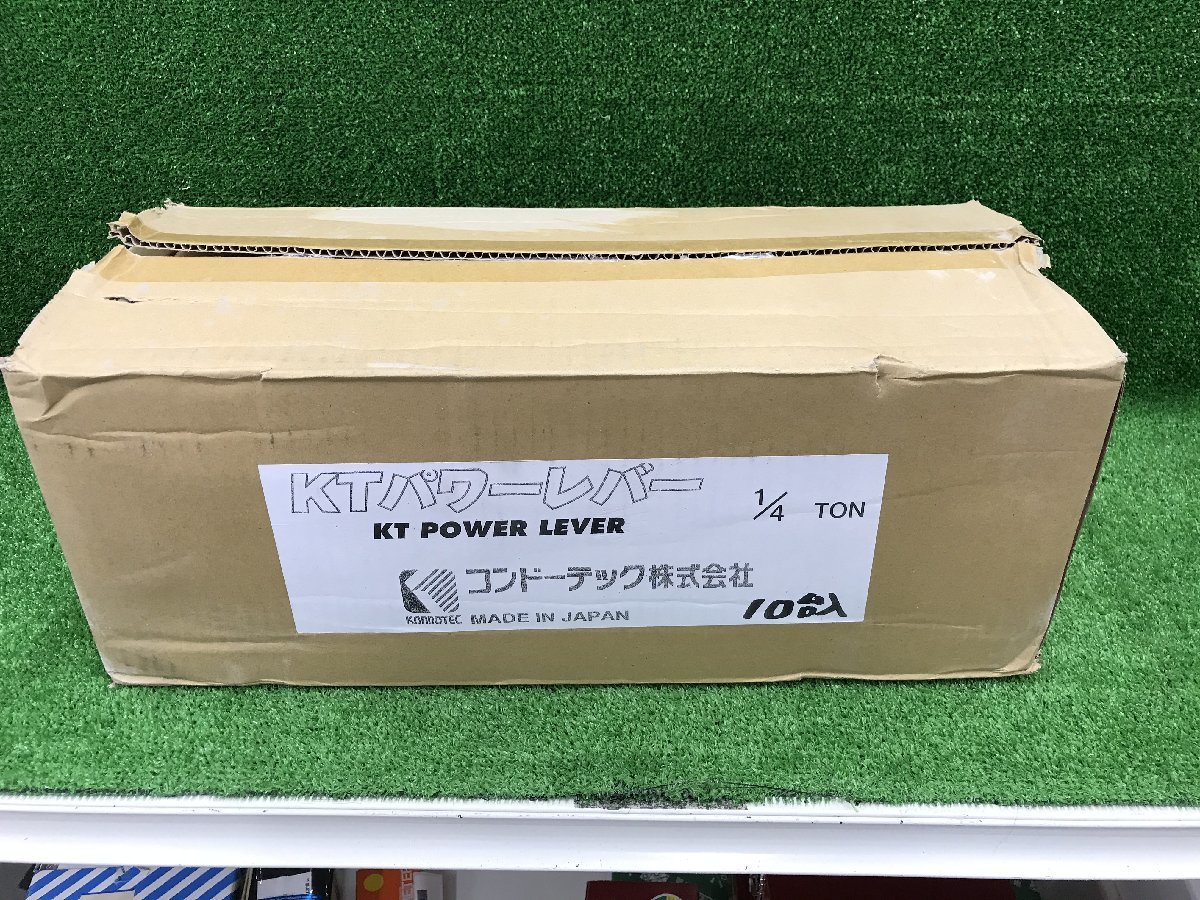 KTパワーレバー
KT POWER LEVER
1/4 TON
コンドーテック株式会社
KONDOTEC MADE IN JAPAN
10台入